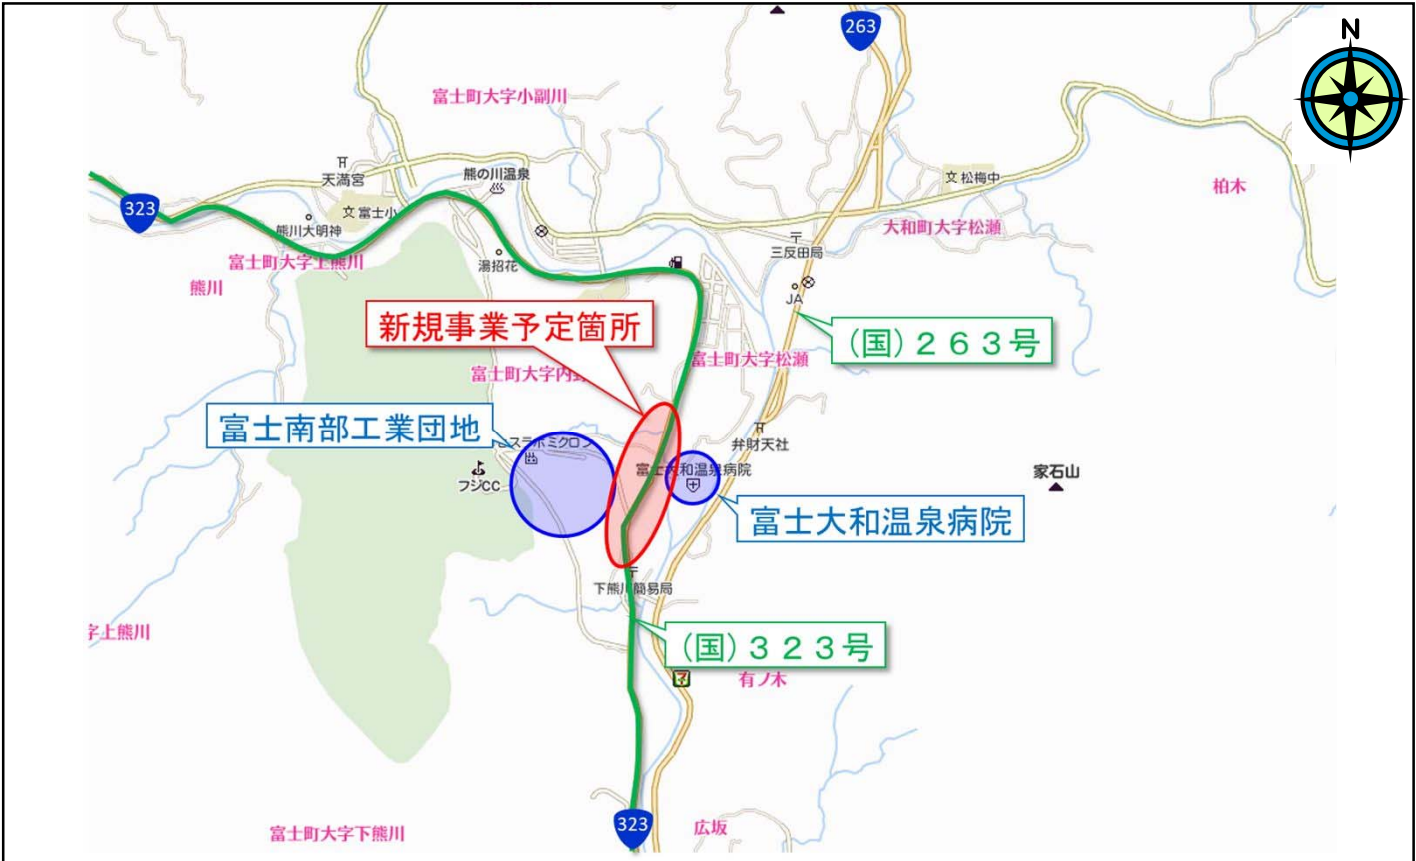 263
N
富士町大字小副川
天満宮
熊の川温泉
文 松梅中
柏木
323
文 富士小
熊川大明神
大和町大字松瀬
三反田局
富士町大字上熊川
湯招花
熊川
JA
新規事業予定箇所
(国)２６３号
富士町大字松瀬
富士町大字内野
富士南部工業団地
ミクロン
弁財天社
富士大和温泉病院
家石山
フジCC
富士大和温泉病院
下熊川簡易局
字上熊川
(国)３２３号
7
有ノ木
323
広坂
富士町大字下熊川